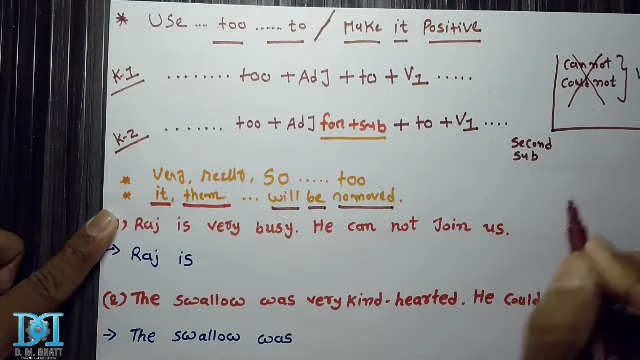 * Use .... too ...... to / Make it Positive
K-1 ........ too + Adj + to + V1 .....
can not
could not
K-2 ....... too + Adj for + sub + to + V1 ....
second
sub
* Very, really, so ..... too
* it, them ... will be nomoved.
1) Raj is very busy. He can not Join us.
→ Raj is
(2) The swallow was very kind-hearted. He could
→ The swallow was
D. M. BHATT